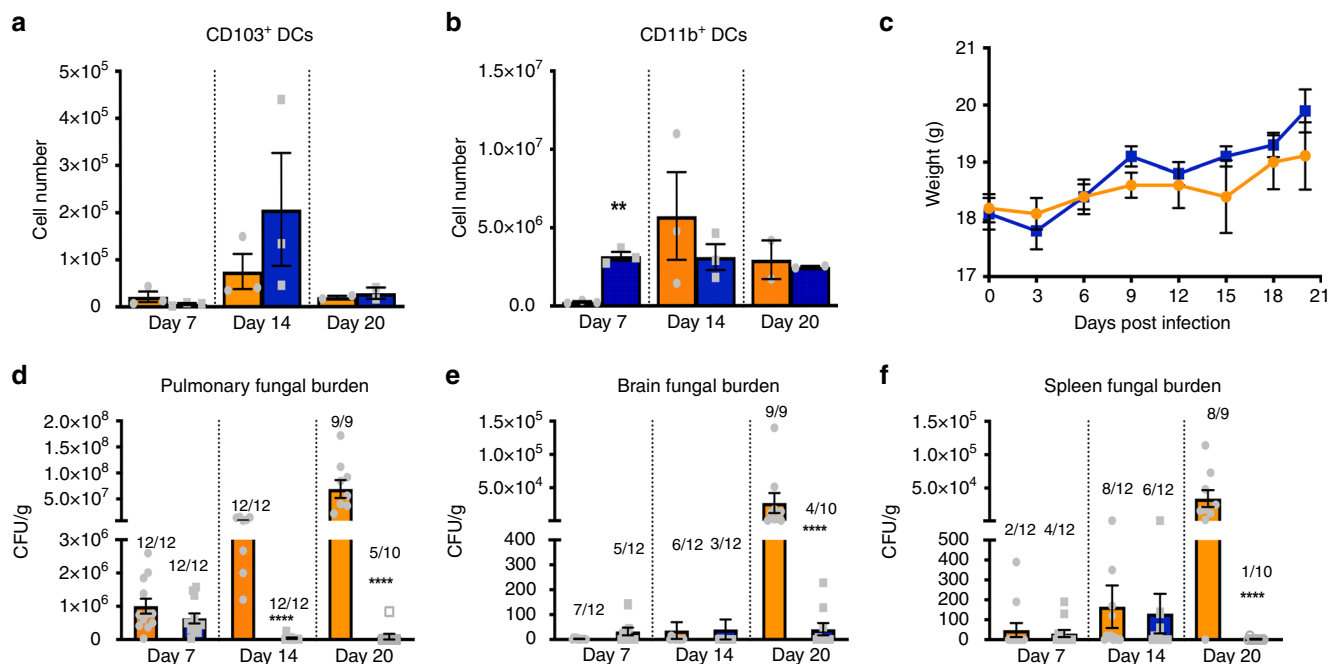 a
CD103⁺ DCs
Cell number
5×10⁵
4×10⁵
3×10⁵
2×10⁵
1×10⁵
0
Day 7
Day 14
Day 20
b
CD11b⁺ DCs
Cell number
1.5×10⁷
1.0×10⁷
5.0×10⁶
0.0
**
Day 7
Day 14
Day 20
c
Weight (g)
21
20
19
18
17
0 3 6 9 12 15 18 21
Days post infection
d
Pulmonary fungal burden
CFU/g
2.0×10⁸
1.5×10⁸
1.0×10⁸
5.0×10⁷
3×10⁶
2×10⁶
1×10⁶
0
12/12
12/12
12/12
12/12
****
9/9
5/10
****
Day 7
Day 14
Day 20
e
Brain fungal burden
CFU/g
1.5×10⁵
1.0×10⁵
5.0×10⁴
400
300
200
100
0
7/12
5/12
6/12
3/12
9/9
4/10
****
Day 7
Day 14
Day 20
f
Spleen fungal burden
CFU/g
1.5×10⁵
1.0×10⁵
5.0×10⁴
500
400
300
200
100
0
2/12
4/12
8/12
6/12
8/9
1/10
****
Day 7
Day 14
Day 20